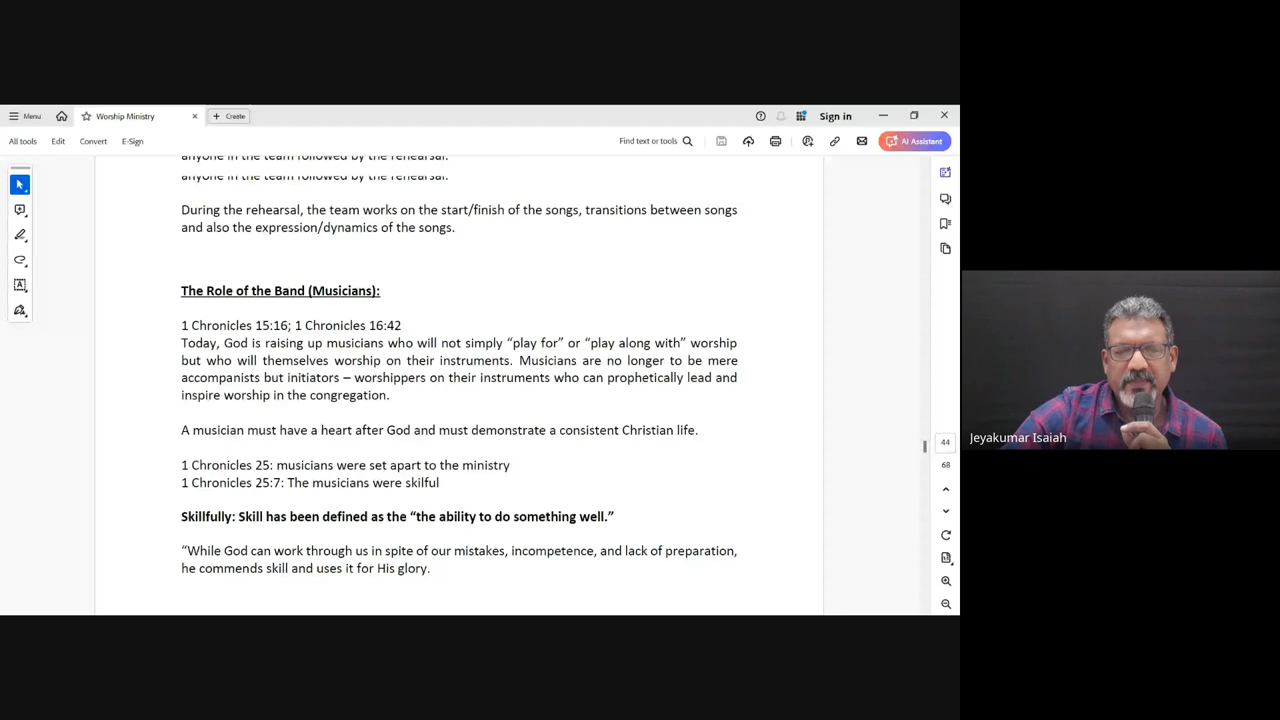 Menu
Worship Ministry
Create
Sign in
All tools
Edit
Convert
E-Sign
Find text or tools
AI Assistant
anyone in the team followed by the rehearsal.
anyone in the team followed by the rehearsal.
During the rehearsal, the team works on the start/finish of the songs, transitions between songs
and also the expression/dynamics of the songs.
The Role of the Band (Musicians):
1 Chronicles 15:16; 1 Chronicles 16:42
Today, God is raising up musicians who will not simply “play for” or “play along with” worship
but who will themselves worship on their instruments. Musicians are no longer to be mere
accompanists but initiators – worshippers on their instruments who can prophetically lead and
inspire worship in the congregation.
A musician must have a heart after God and must demonstrate a consistent Christian life.
1 Chronicles 25: musicians were set apart to the ministry
1 Chronicles 25:7: The musicians were skilful
Skillfully: Skill has been defined as the “the ability to do something well.”
“While God can work through us in spite of our mistakes, incompetence, and lack of preparation,
he commends skill and uses it for His glory.
44
68
Jeyakumar Isaiah